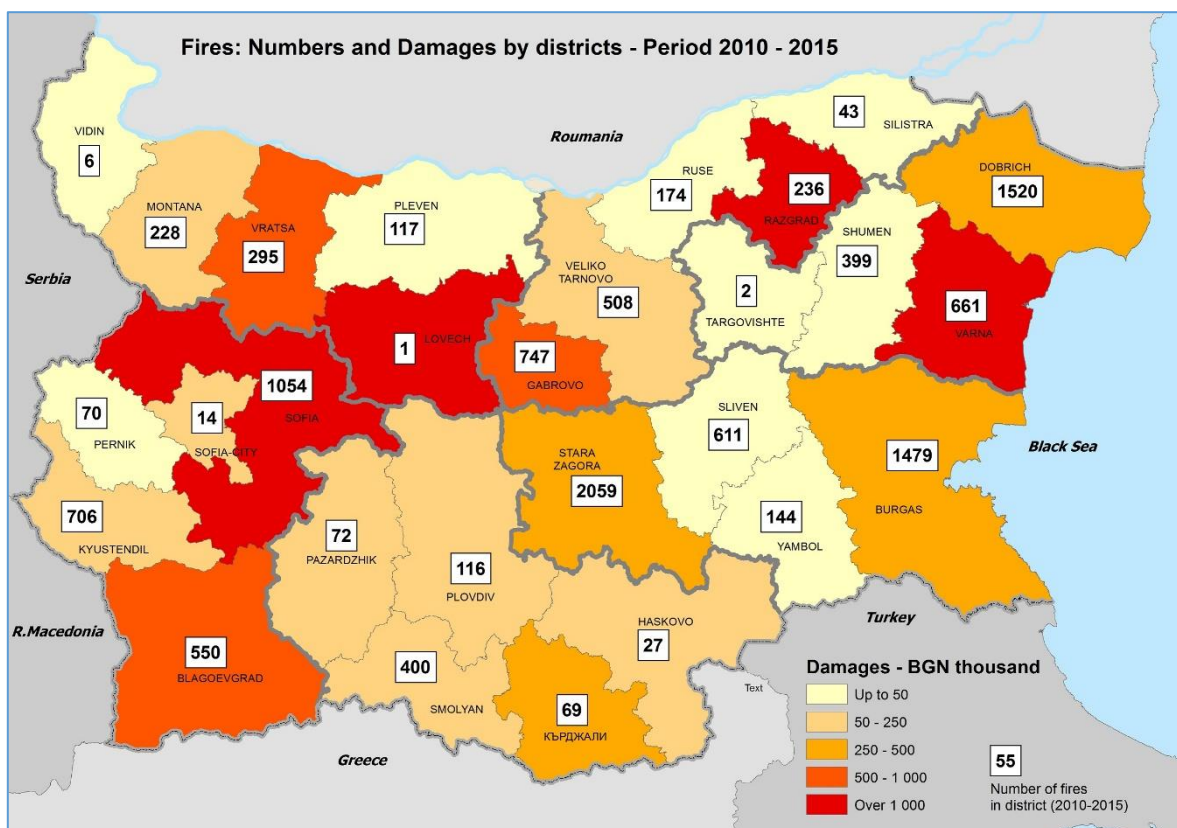 Fires: Numbers and Damages by districts - Period 2010 - 2015
VIDIN
6
MONTANA
228
VRATSA
295
PLEVEN
117
Roumania
RUSE
174
43
SILISTRA
236
RAZGRAD
DOBRICH
1520
SHUMEN
399
2
TARGOVISHTE
661
VARNA
Serbia
1
LOVECH
VELIKO
TARNOVO
508
747
GABROVO
1054
SOFIA
14
SOFIA-CITY
70
PERNIK
706
KYUSTENDIL
72
PAZARDZHIK
116
PLOVDIV
STARA
ZAGORA
2059
SLIVEN
611
144
YAMBOL
1479
BURGAS
Black Sea
R.Macedonia
550
BLAGOEVGRAD
400
SMOLYAN
69
КЪРДЖАЛИ
HASKOVO
27
Turkey
Greece
Text
Damages - BGN thousand
Up to 50
50 - 250
250 - 500
500 - 1 000
Over 1 000
55
Number of fires
in district (2010-2015)